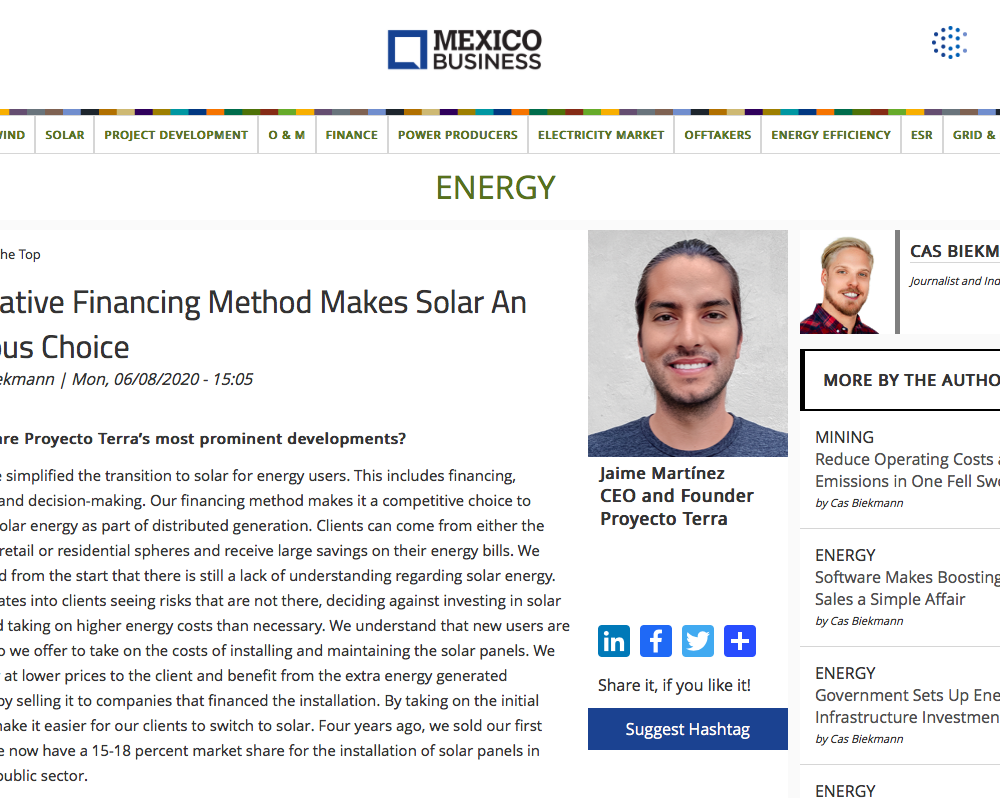 MEXICO
BUSINESS
SOLAR
PROJECT DEVELOPMENT
O & M
FINANCE
POWER PRODUCERS
ELECTRICITY MARKET
OFFTAKERS
ENERGY EFFICIENCY
ESR
GRID &
ENERGY
he Top
ative Financing Method Makes Solar An
ous Choice
ekmann | Mon, 06/08/2020 - 15:05
are Proyecto Terra's most prominent developments?
e simplified the transition to solar for energy users. This includes financing,
and decision-making. Our financing method makes it a competitive choice to
olar energy as part of distributed generation. Clients can come from either the
retail or residential spheres and receive large savings on their energy bills. We
d from the start that there is still a lack of understanding regarding solar energy.
ates into clients seeing risks that are not there, deciding against investing in solar
d taking on higher energy costs than necessary. We understand that new users are
o we offer to take on the costs of installing and maintaining the solar panels. We
at lower prices to the client and benefit from the extra energy generated
by selling it to companies that financed the installation. By taking on the initial
make it easier for our clients to switch to solar. Four years ago, we sold our first
e now have a 15-18 percent market share for the installation of solar panels in
public sector.
Jaime Martínez
CEO and Founder
Proyecto Terra
Share it, if you like it!
Suggest Hashtag
CAS BIEKM
Journalist and Ind
MORE BY THE AUTHO
MINING
Reduce Operating Costs a
Emissions in One Fell Swo
by Cas Biekmann
ENERGY
Software Makes Boosting
Sales a Simple Affair
by Cas Biekmann
ENERGY
Government Sets Up Ene
Infrastructure Investmen
by Cas Biekmann
ENERGY